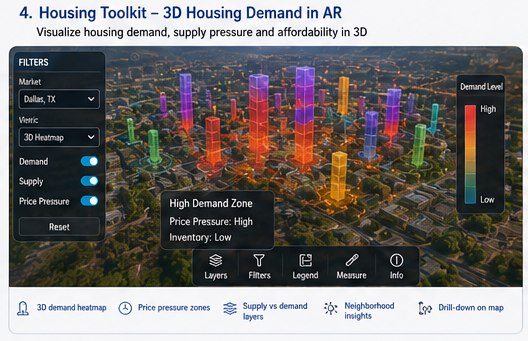 4. Housing Toolkit – 3D Housing Demand in AR
Visualize housing demand, supply pressure and affordability in 3D
FILTERS
Market
Dallas, TX
Metric
3D Heatmap
Demand
Supply
Price Pressure
Reset
Demand Level
High
Low
High Demand Zone
Price Pressure: High
Inventory: Low
Layers
Filters
Legend
Measure
Info
3D demand heatmap
Price pressure zones
Supply vs demand
layers
Neighborhood
insights
Drill-down on map